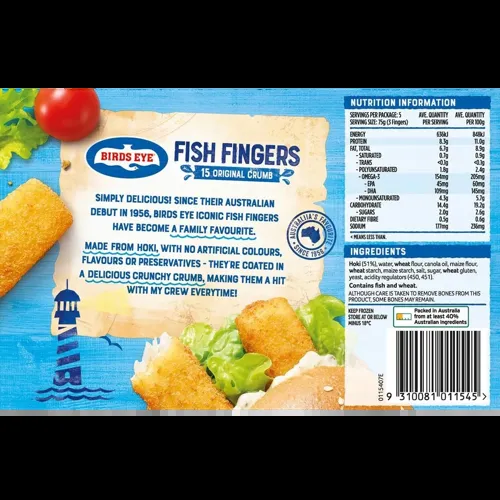 BIRDS EYE
FISH FINGERS
15 ORIGINAL CRUMB
SIMPLY DELICIOUS! SINCE THEIR AUSTRALIAN
DEBUT IN 1956, BIRDS EYE ICONIC FISH FINGERS
HAVE BECOME A FAMILY FAVOURITE.
MADE FROM HOKI, WITH NO ARTIFICIAL COLOURS,
FLAVOURS OR PRESERVATIVES - THEY'RE COATED IN
A DELICIOUS CRUNCHY CRUMB, MAKING THEM A HIT
WITH MY CREW EVERYTIME!
AUSTRALIA'S FAVOURITE
SINCE 1956
NUTRITION INFORMATION
SERVINGS PER PACKAGE: 5 AVE. QUANTITY AVE. QUANTITY
SERVING SIZE: 75g (3 Fingers) PER SERVING PER 100g
ENERGY 636kJ 848kJ
PROTEIN 8.3g 11.0g
FAT, TOTAL 6.7g 8.9g
- SATURATED 0.7g 0.9g
- TRANS <0.1g <0.1g
- POLYUNSATURATED 1.8g 2.4g
- OMEGA-3 154mg 205mg
- EPA 45mg 60mg
- DHA 109mg 145mg
- MONOUNSATURATED 4.3g 5.7g
CARBOHYDRATE 14.4g 19.2g
- SUGARS 2.0g 2.6g
DIETARY FIBRE 0.5g 0.6g
SODIUM 177mg 236mg
< MEANS LESS THAN.
INGREDIENTS
Hoki (51%), water, wheat flour, canola oil, maize flour,
wheat starch, maize starch, salt, sugar, wheat gluten,
yeast, acidity regulators (450, 451).
Contains fish and wheat.
ALTHOUGH CARE IS TAKEN TO REMOVE BONES FROM THIS
PRODUCT, SOME BONES MAY REMAIN.
KEEP FROZEN
STORE AT OR BELOW
MINUS 18°C
Packed in Australia
from at least 40%
Australian ingredients
0115407E
9 310081 011545 >